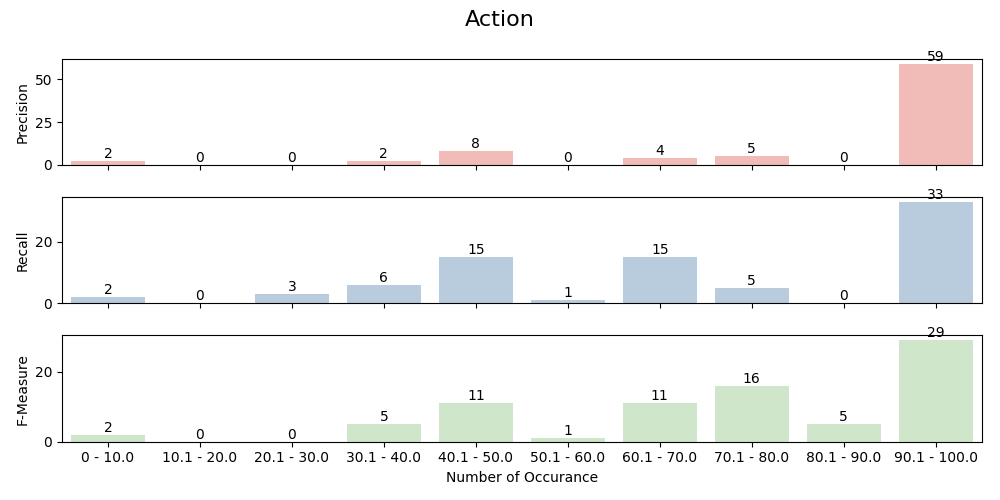 Action
Precision
50
25
0
2 0 0 2 8 0 4 5 0 59
Recall
20
0
2 0 3 6 15 1 15 5 0 33
F-Measure
20
0
2 0 0 5 11 1 11 16 5 29
0 - 10.0 10.1 - 20.0 20.1 - 30.0 30.1 - 40.0 40.1 - 50.0 50.1 - 60.0 60.1 - 70.0 70.1 - 80.0 80.1 - 90.0 90.1 - 100.0
Number of Occurance